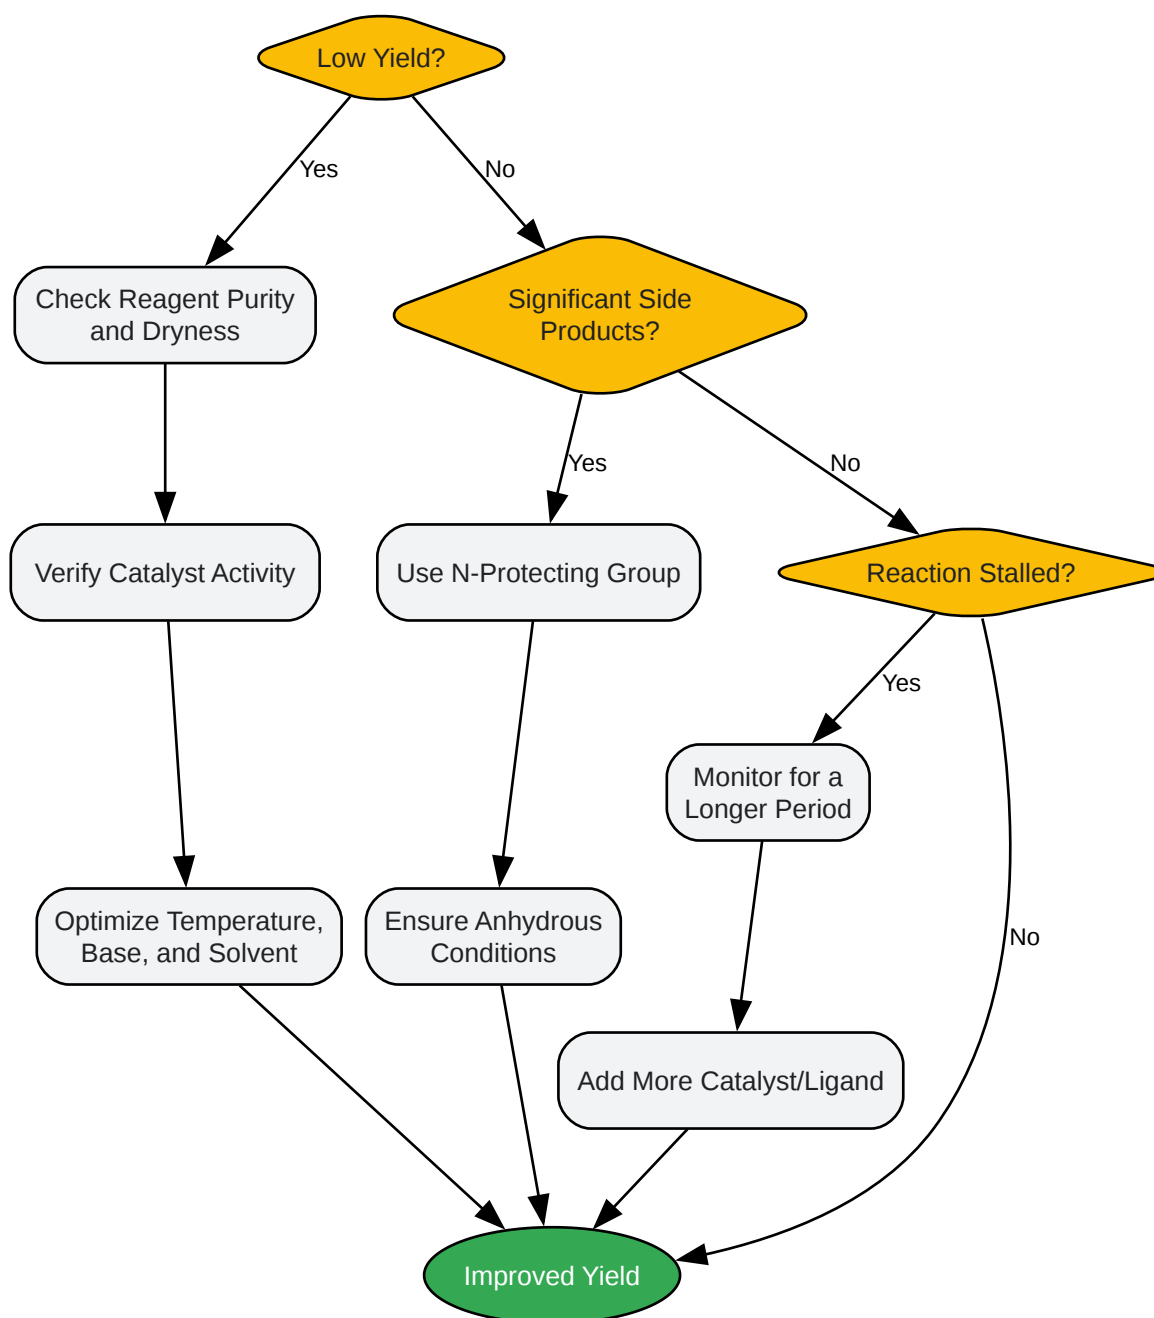 Low Yield?
Yes
No
Check Reagent Purity
and Dryness
Significant Side
Products?
Yes
No
Verify Catalyst Activity
Use N-Protecting Group
Reaction Stalled?
Yes
Monitor for a
Longer Period
Optimize Temperature,
Base, and Solvent
Ensure Anhydrous
Conditions
No
Add More Catalyst/Ligand
Improved Yield